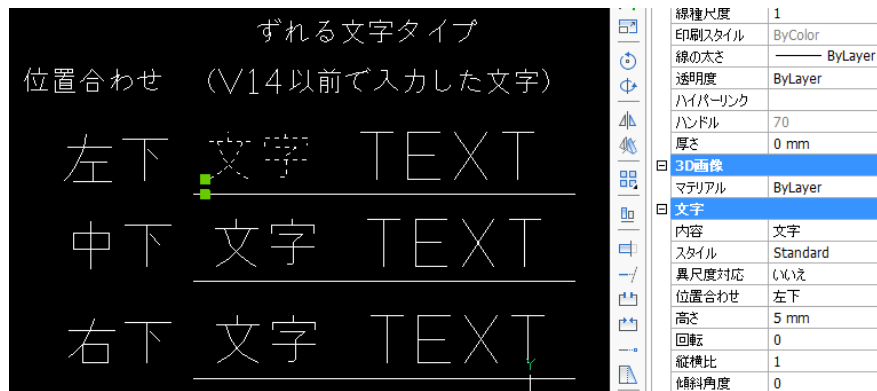 ずれる文字タイプ
位置合わせ (V14以前で入力した文字)
左下 文字 TEXT
中下 文字 TEXT
右下 文字 TEXT
Y
線種尺度 1
印刷スタイル ByColor
線の太さ ByLayer
透明度 ByLayer
ハイパーリンク
ハンドル 70
厚さ 0 mm
3D画像
マテリアル ByLayer
文字
内容 文字
スタイル Standard
異尺度対応 いいえ
位置合わせ 左下
高さ 5 mm
回転 0
縦横比 1
傾斜角度 0